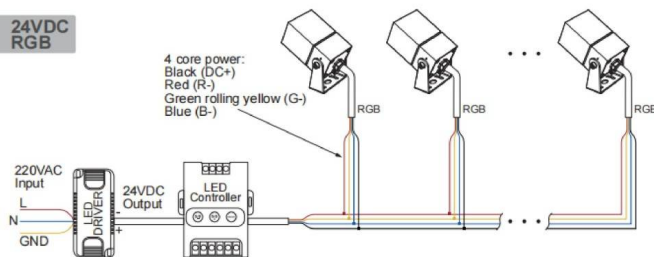 24VDC
RGB
4 core power:
Black (DC+)
Red (R-)
Green rolling yellow (G-)
Blue (B-)
RGB
RGB
RGB
220VAC
Input
L
N
GND
LED
DRIVER
24VDC
Output
-
+
LED
Controller